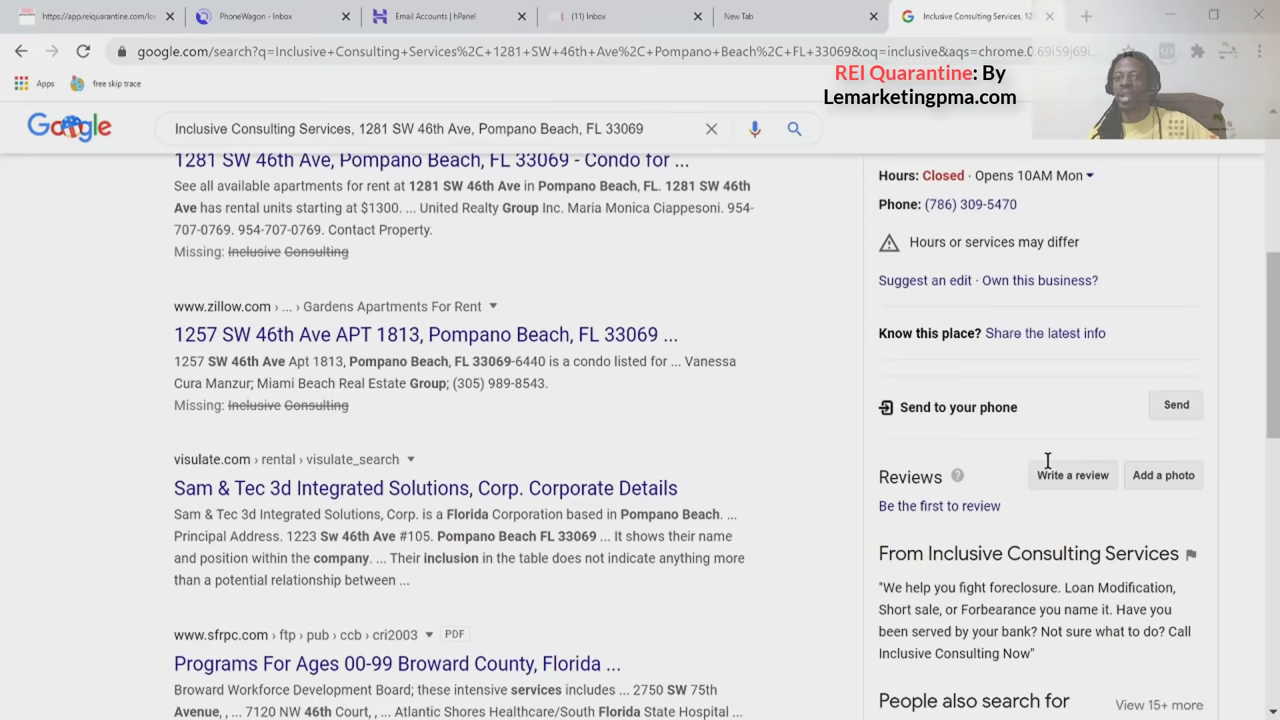 https://app.reiquarantine.com/lo
PhoneWagon - Inbox
Email Accounts | hPanel
(11) Inbox
New Tab
Inclusive Consulting Services, 12
google.com/search?q=Inclusive+Consulting+Services%2C+1281+SW+46th+Ave%2C+Pompano+Beach%2C+FL+33069&oq=inclusive&aqs=chrome.0.69i59j69i...
Apps
free skip trace
REI Quarantine: By
Lemarketingpma.com
Google
Inclusive Consulting Services, 1281 SW 46th Ave, Pompano Beach, FL 33069
1281 SW 46th Ave, Pompano Beach, FL 33069 - Condo for ...
See all available apartments for rent at 1281 SW 46th Ave in Pompano Beach, FL. 1281 SW 46th
Ave has rental units starting at $1300. ... United Realty Group Inc. Maria Monica Ciappesoni. 954-
707-0769. 954-707-0769. Contact Property.
Missing: Inclusive Consulting
www.zillow.com › ... › Gardens Apartments For Rent
1257 SW 46th Ave APT 1813, Pompano Beach, FL 33069 ...
1257 SW 46th Ave Apt 1813, Pompano Beach, FL 33069-6440 is a condo listed for ... Vanessa
Cura Manzur; Miami Beach Real Estate Group; (305) 989-8543.
Missing: Inclusive Consulting
visulate.com › rental › visulate_search
Sam & Tec 3d Integrated Solutions, Corp. Corporate Details
Sam & Tec 3d Integrated Solutions, Corp. is a Florida Corporation based in Pompano Beach. ...
Principal Address. 1223 Sw 46th Ave #105. Pompano Beach FL 33069 ... It shows their name
and position within the company. ... Their inclusion in the table does not indicate anything more
than a potential relationship between ...
www.sfrpc.com › ftp › pub › ccb › cri2003 PDF
Programs For Ages 00-99 Broward County, Florida ...
Broward Workforce Development Board; these intensive services includes ... 2750 SW 75th
Avenue, , ... 7120 NW 46th Court, , ... Atlantic Shores Healthcare/South Florida State Hospital ...
Hours: Closed · Opens 10AM Mon
Phone: (786) 309-5470
Hours or services may differ
Suggest an edit · Own this business?
Know this place? Share the latest info
Send to your phone
Send
Reviews
Write a review
Add a photo
Be the first to review
From Inclusive Consulting Services
"We help you fight foreclosure. Loan Modification,
Short sale, or Forbearance you name it. Have you
been served by your bank? Not sure what to do? Call
Inclusive Consulting Now"
People also search for
View 15+ more